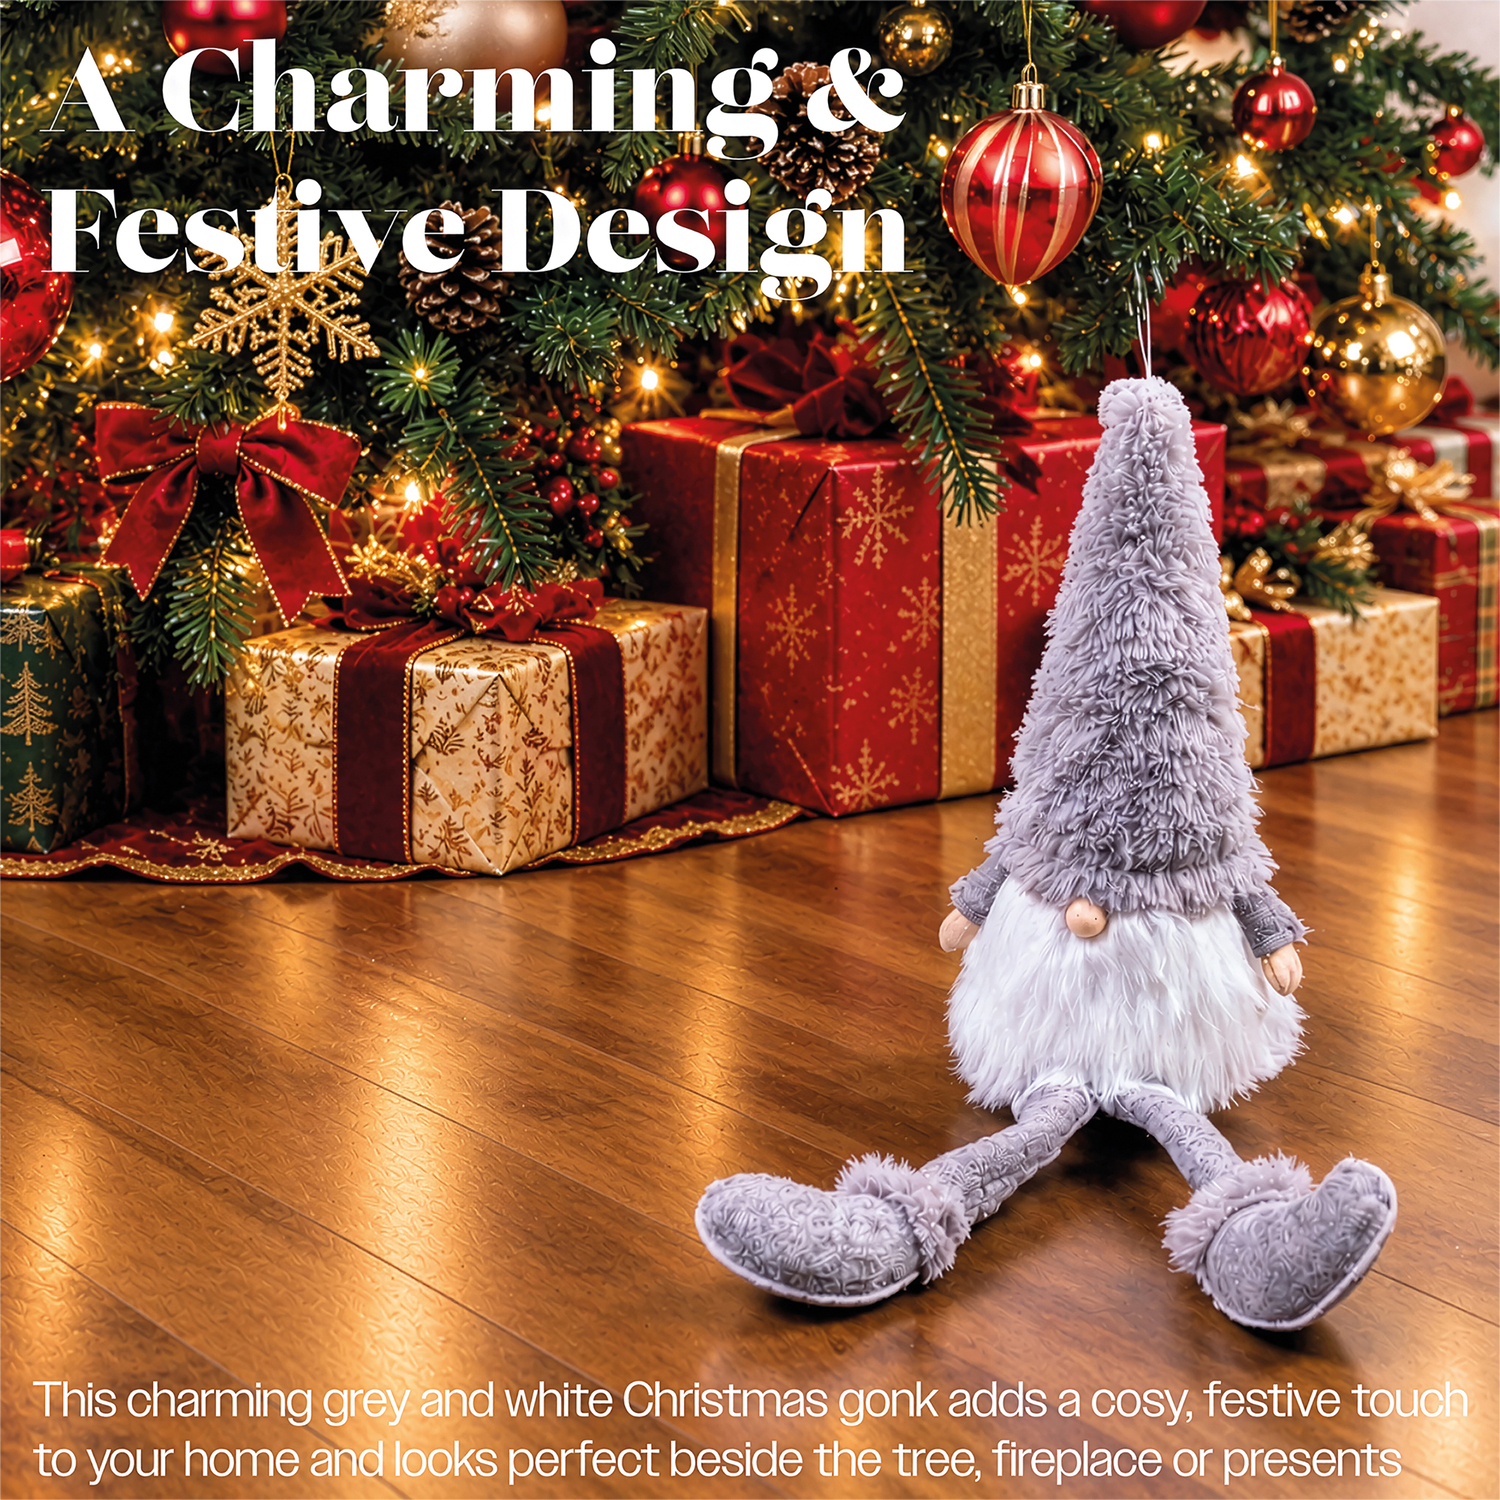 A Charming &
Festive Design
This charming grey and white Christmas gonk adds a cosy, festive touch
to your home and looks perfect beside the tree, fireplace or presents